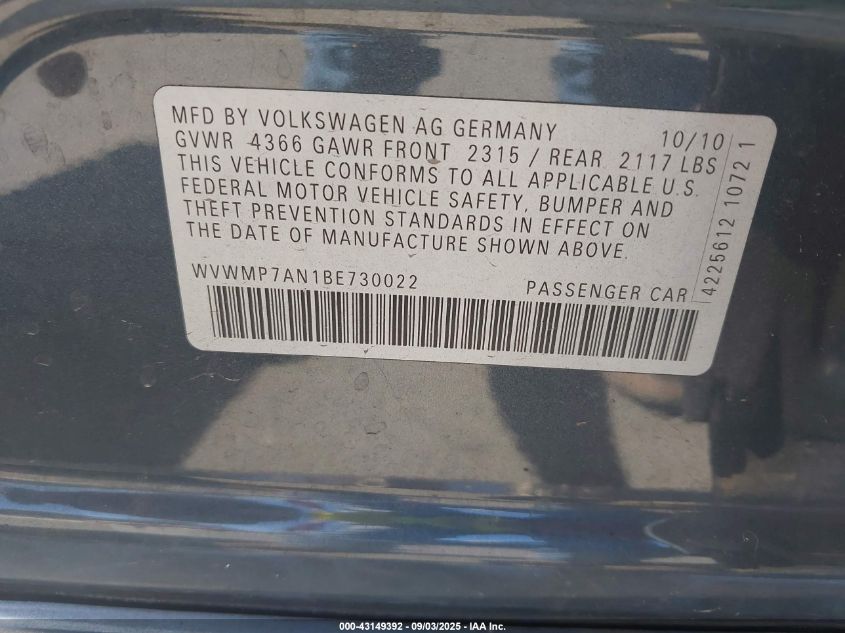 MFD BY VOLKSWAGEN AG GERMANY 10/10
GVWR 4366 GAWR FRONT 2315 / REAR 2117 LBS
THIS VEHICLE CONFORMS TO ALL APPLICABLE U.S.
FEDERAL MOTOR VEHICLE SAFETY, BUMPER AND
THEFT PREVENTION STANDARDS IN EFFECT ON
THE DATE OF MANUFACTURE SHOWN ABOVE.
WVWMP7AN1BE730022 PASSENGER CAR
4225612 10721
000-43149392 - 09/03/2025 - IAA Inc.